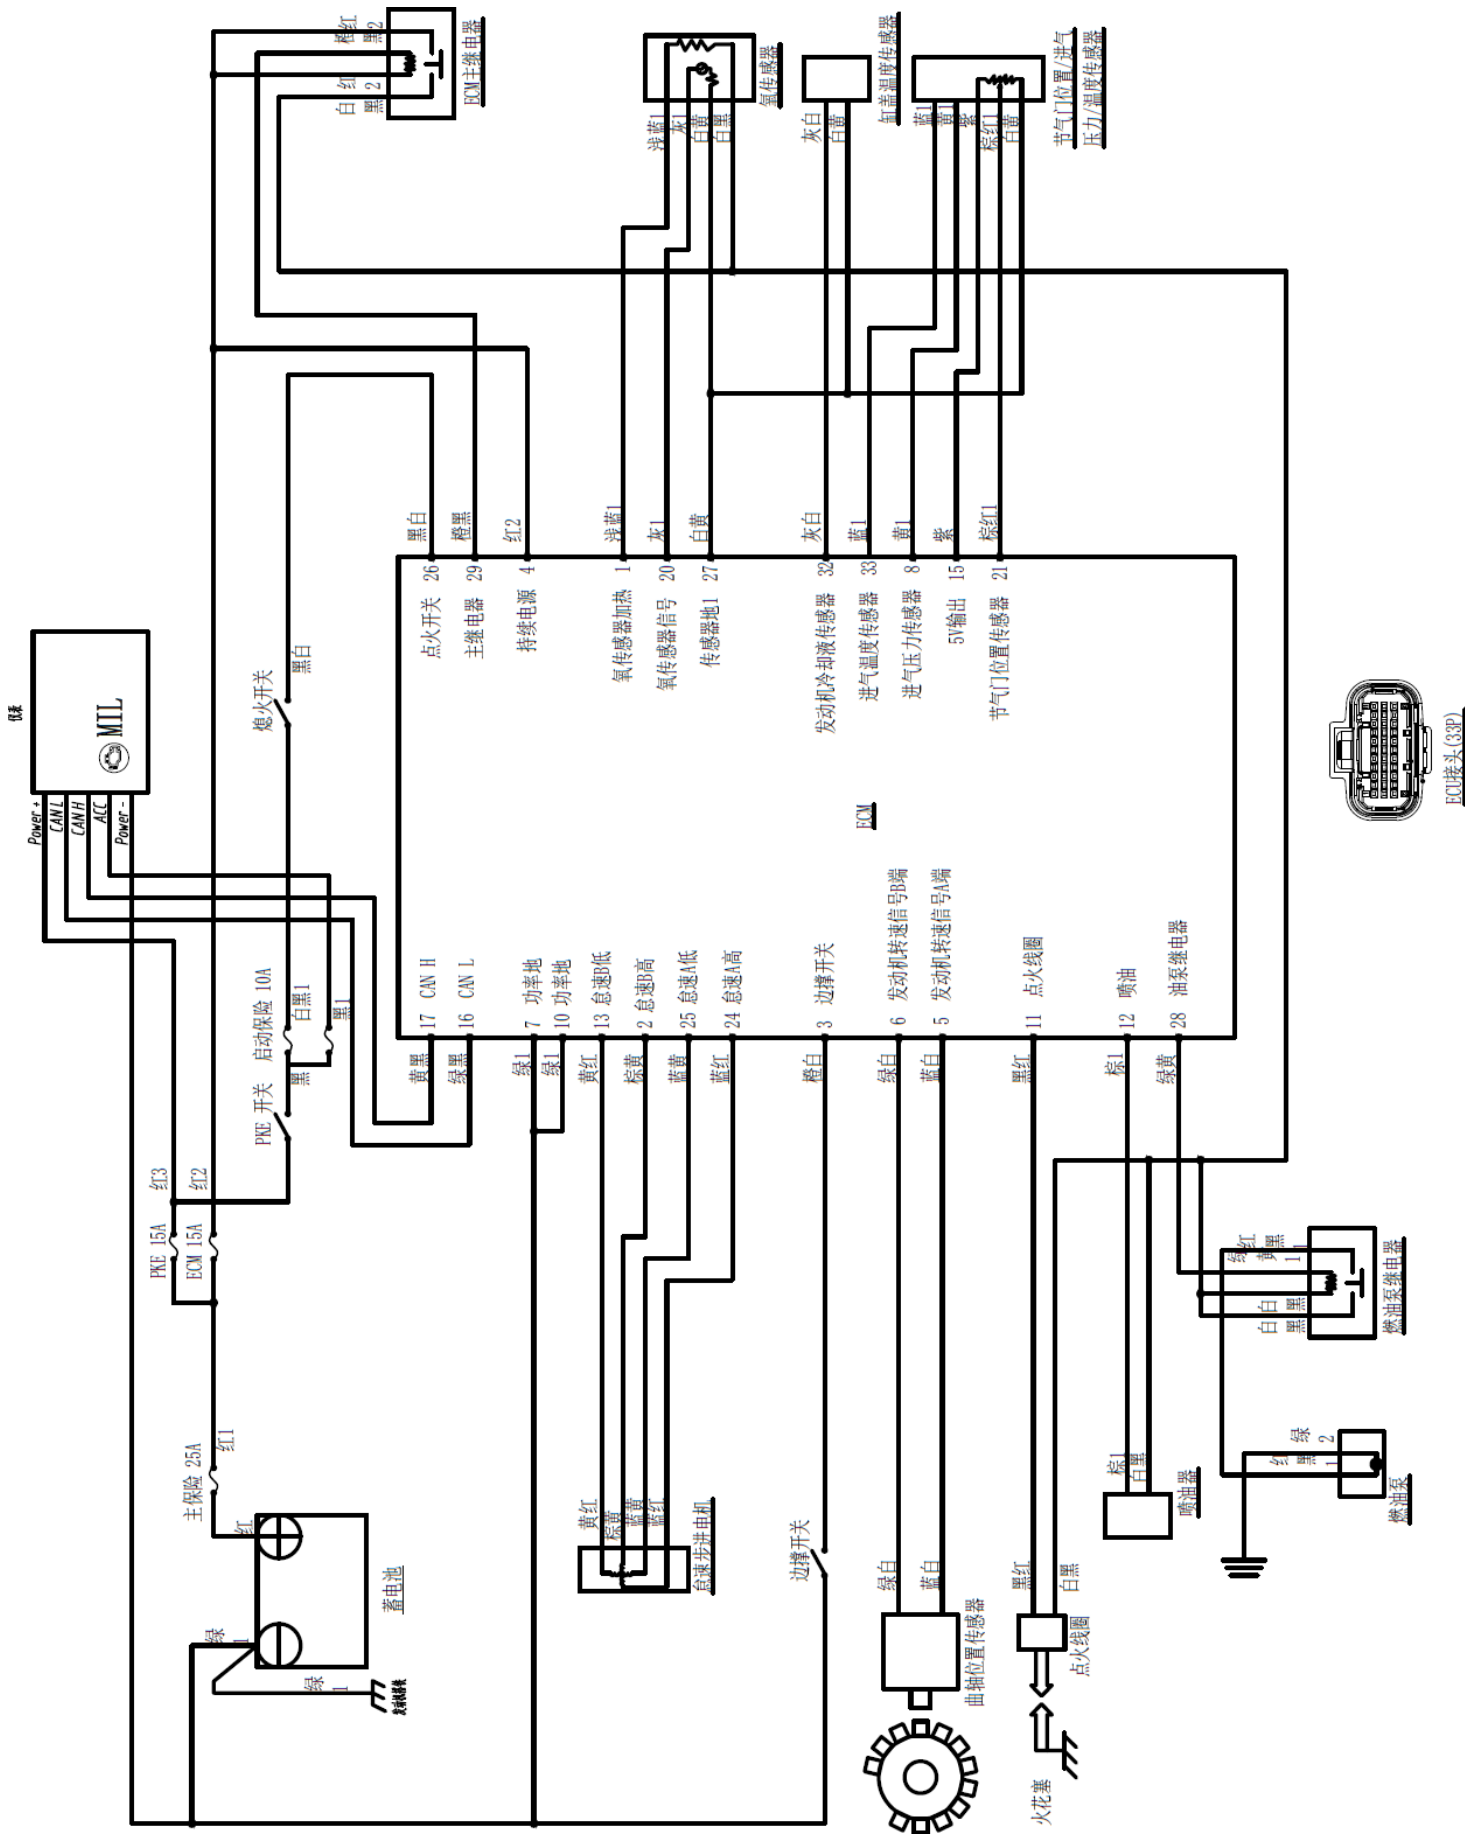 仪表
MIL
Power +
CAN L
CAN H
ACC
Power -
橙红
黑2
红
黑2
白
ECM主继电器
浅蓝1
灰1
白黄
白黑
氧传感器
灰白
白黄
缸盖温度传感器
蓝1
黄1
紫
棕红1
白黄
节气门位置/进气
压力/温度传感器
熄火开关
黑白
启动保险 10A
白黑1
黑1
黑
PKE 开关
红3
红2
PKE 15A
ECM 15A
主保险 25A
红1
红
绿
1
蓄电池
绿
1
发动机搭铁
黑白
橙黑
红2
浅蓝1
灰1
白黄
灰白
蓝1
黄1
紫
棕红1
点火开关 26
主继电器 29
持续电源 4
氧传感器加热 1
氧传感器信号 20
传感器地1 27
发动机冷却液传感器 32
进气温度传感器 33
进气压力传感器 8
5V输出 15
节气门位置传感器 21
ECM
17 CAN H
16 CAN L
7 功率地
10 功率地
13 怠速B低
2 怠速B高
25 怠速A低
24 怠速A高
3 边撑开关
6 发动机转速信号B端
5 发动机转速信号A端
11 点火线圈
12 喷油
28 油泵继电器
黄黑
绿黑
绿1
绿1
黄红
棕黄
蓝黄
蓝红
橙白
绿白
蓝白
黑红
棕1
绿黄
黄红
棕黄
蓝黄
蓝红
怠速步进电机
边撑开关
绿白
蓝白
曲轴位置传感器
黑红
白黑
点火线圈
火花塞
棕1
白黑
喷油器
绿红
黄黑
1
1
白白
黑黑
燃油泵继电器
绿
2
红
黑
1
燃油泵
ECU接头(33P)